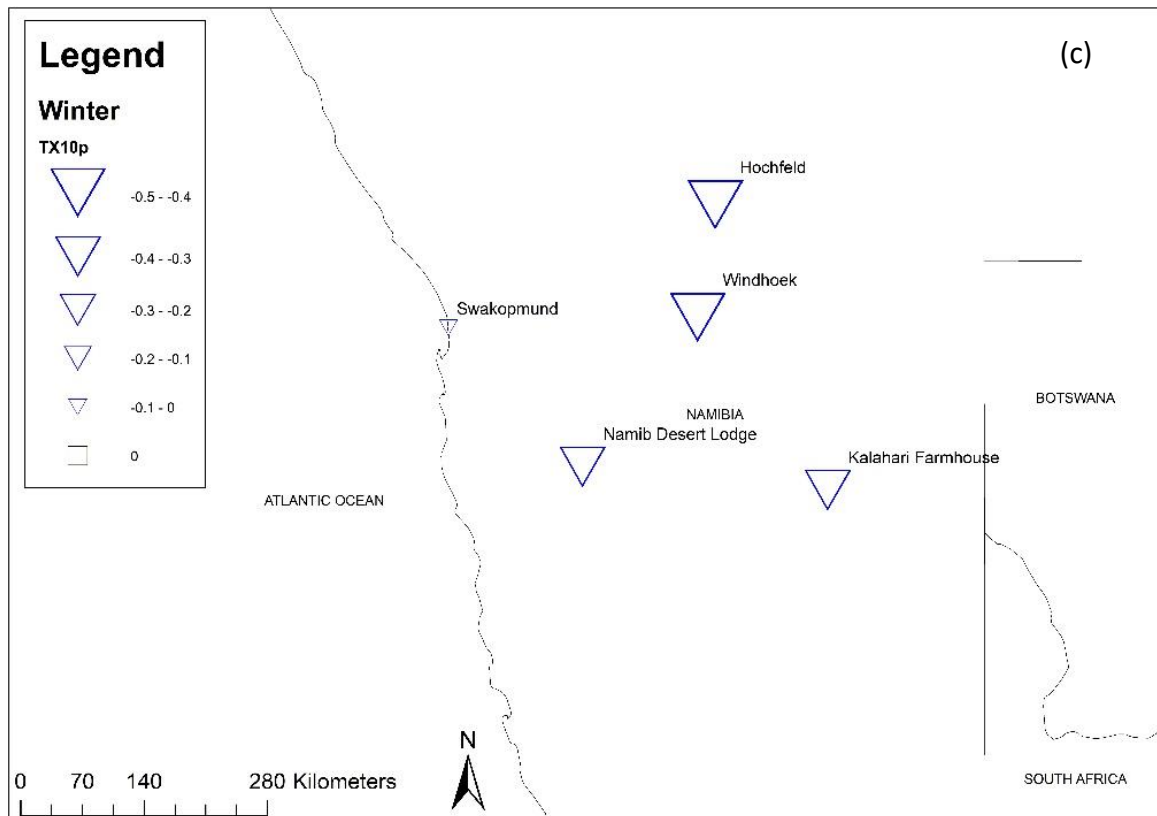 (c)
Legend
Winter
TX10p
-0.5 - -0.4
-0.4 - -0.3
-0.3 - -0.2
-0.2 - -0.1
-0.1 - 0
0
Hochfeld
Windhoek
Swakopmund
BOTSWANA
NAMIBIA
Namib Desert Lodge
Kalahari Farmhouse
ATLANTIC OCEAN
N
0 70 140 280 Kilometers
SOUTH AFRICA